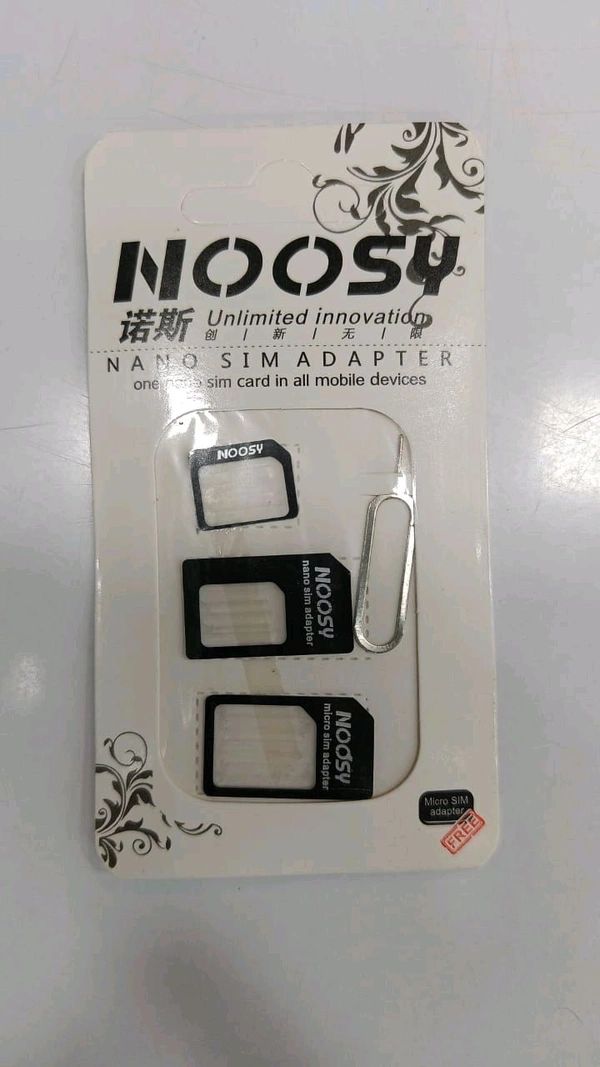 NOOSY
诺斯 Unlimited innovation
创 | 新 | 无 | 限
NANO SIM ADAPTER
one nano sim card in all mobile devices
NOOSY
NOOSY
nano sim adapter
NOOSY
micro sim adapter
Micro SIM
adapter
FREE